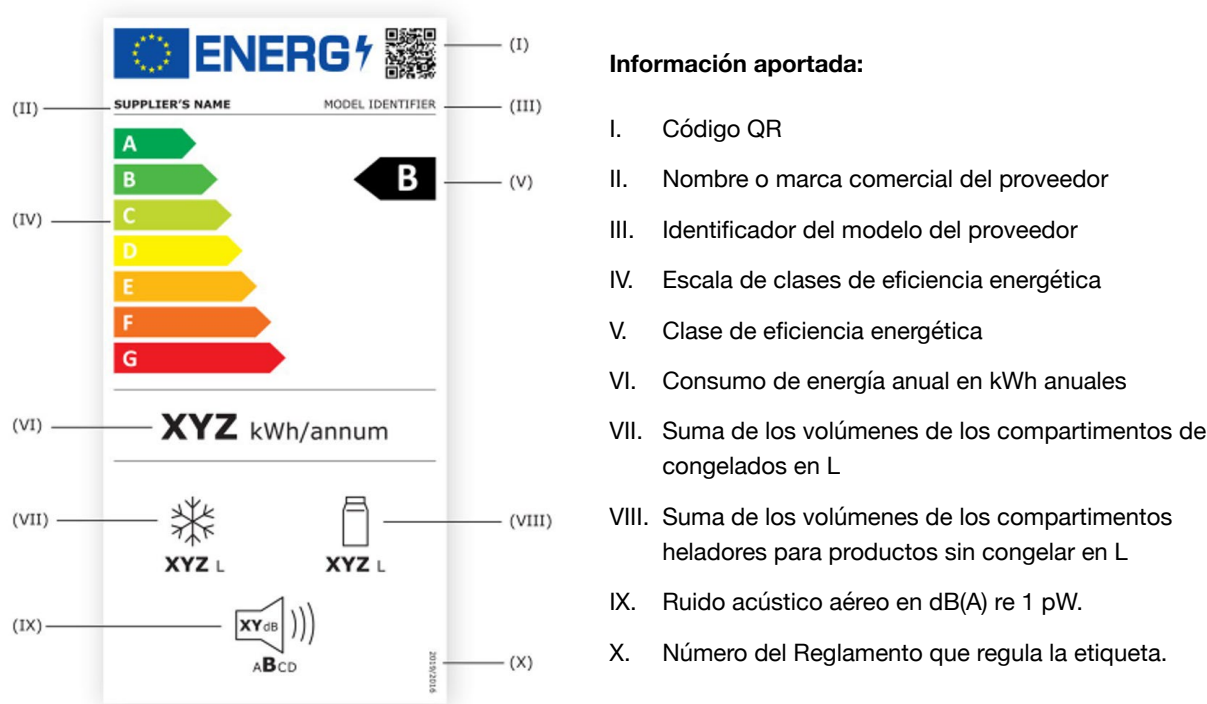 ENERG
(I)
(II)
SUPPLIER'S NAME
MODEL IDENTIFIER
(III)
A
B
B
(V)
(IV)
C
D
E
F
G
(VI)
XYZ kWh/annum
(VII)
(VIII)
XYZ L
XYZ L
(IX)
XY dB
ABCD
2019/2016
(X)
Información aportada:
I. Código QR
II. Nombre o marca comercial del proveedor
III. Identificador del modelo del proveedor
IV. Escala de clases de eficiencia energética
V. Clase de eficiencia energética
VI. Consumo de energía anual en kWh anuales
VII. Suma de los volúmenes de los compartimentos de
congelados en L
VIII. Suma de los volúmenes de los compartimentos
heladores para productos sin congelar en L
IX. Ruido acústico aéreo en dB(A) re 1 pW.
X. Número del Reglamento que regula la etiqueta.